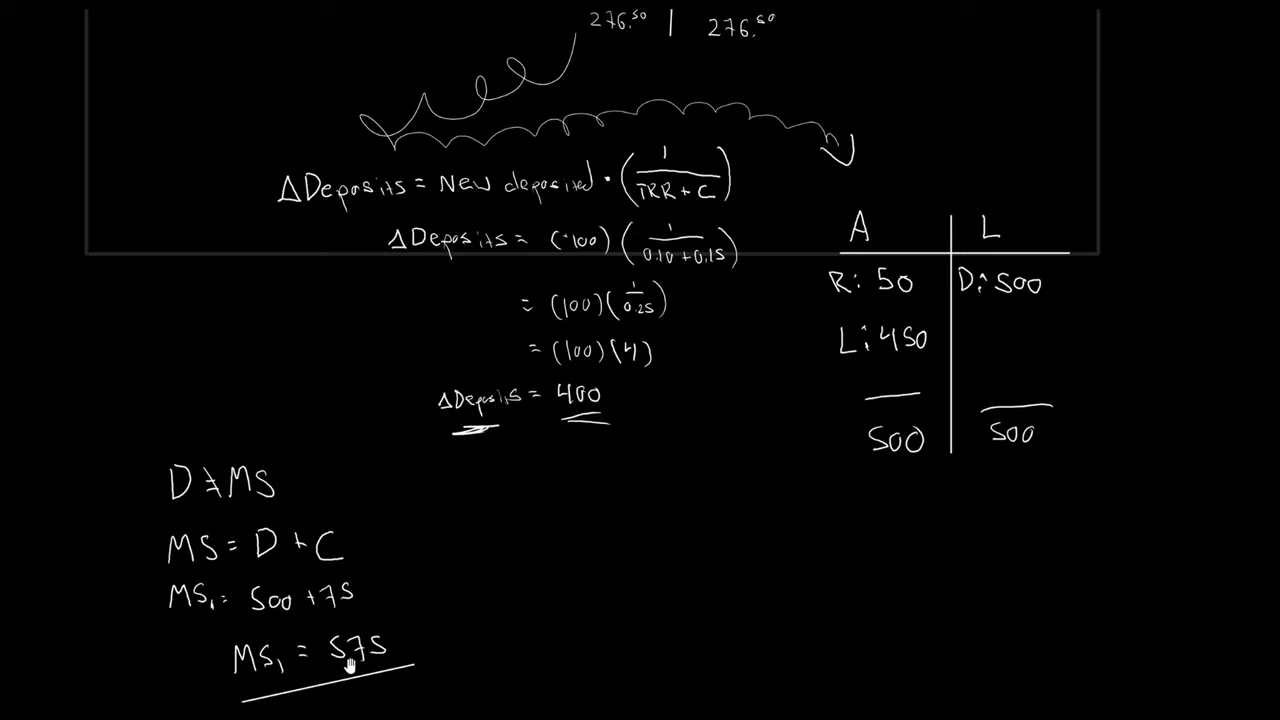 276.50 | 276.50
ΔDeposits = New deposited · (1/(TRR + C))
ΔDeposits = (+100) (1/(0.10 + 0.15))
= (100) (1/0.25)
= (100) (4)
ΔDeposits = 400
A L
R: 50 D: 500
L: 450
500 500
D ≠ MS
MS = D + C
MS₁ = 500 + 75
MS₁ = 575